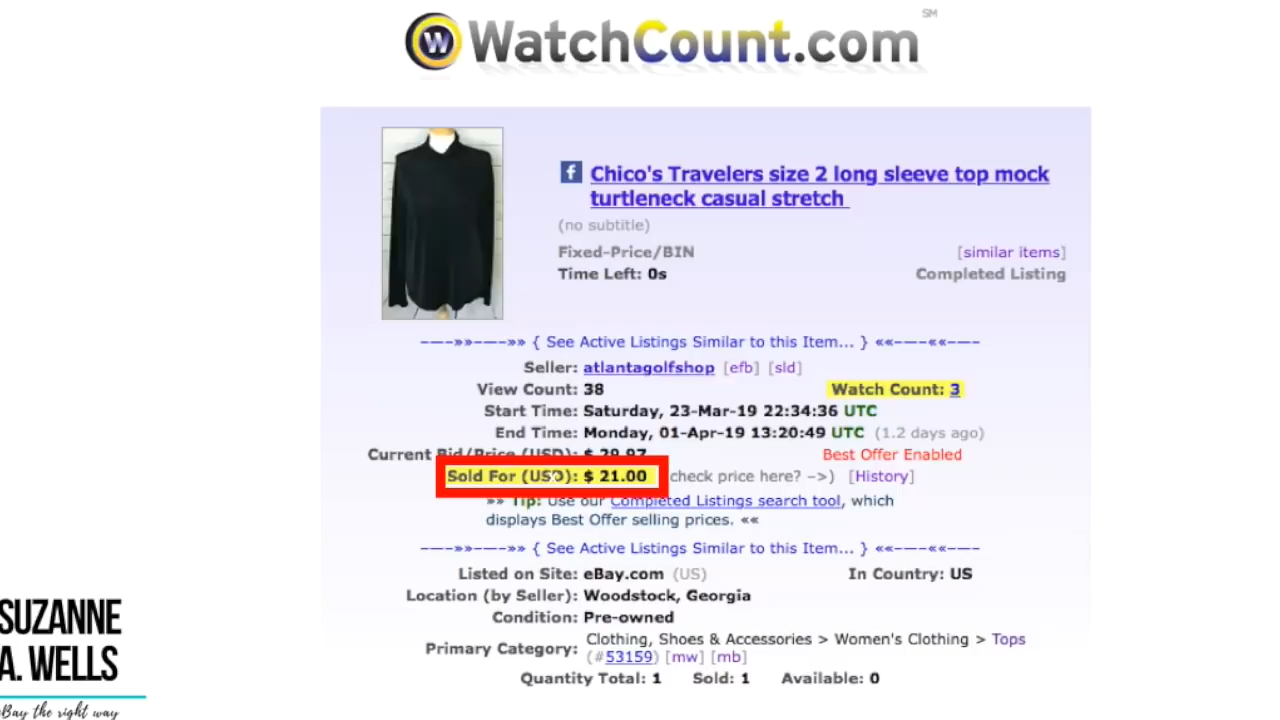 SM
WatchCount.com
Chico's Travelers size 2 long sleeve top mock
turtleneck casual stretch
(no subtitle)
Fixed-Price/BIN [similar items]
Time Left: 0s Completed Listing
{ See Active Listings Similar to this Item... }
Seller: atlantagolfshop [efb] [sld]
View Count: 38 Watch Count: 3
Start Time: Saturday, 23-Mar-19 22:34:36 UTC
End Time: Monday, 01-Apr-19 13:20:49 UTC (1.2 days ago)
Current Bid/Price (USD): $ 29.97 Best Offer Enabled
Sold For (USD): $ 21.00 check price here? ->) [History]
»» Tip: Use our Completed Listings search tool, which
displays Best Offer selling prices. ««
{ See Active Listings Similar to this Item... }
Listed on Site: eBay.com (US) In Country: US
Location (by Seller): Woodstock, Georgia
Condition: Pre-owned
Primary Category: Clothing, Shoes & Accessories > Women's Clothing > Tops
(#53159) [mw] [mb]
Quantity Total: 1 Sold: 1 Available: 0
SUZANNE
A. WELLS
eBay the right way